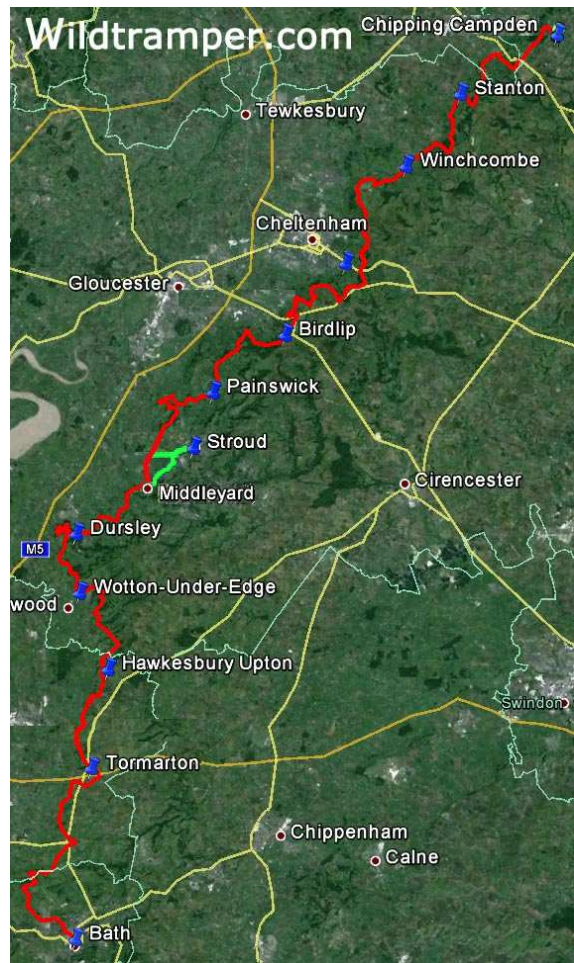 Wildtramper.com
Chipping Campden
Stanton
Tewkesbury
Winchcombe
Cheltenham
Gloucester
Birdlip
Painswick
Stroud
Cirencester
Middleyard
Dursley
M5
Wotton-Under-Edge
wood
Hawkesbury Upton
Swindon
Tormarton
Chippenham
Calne
Bath